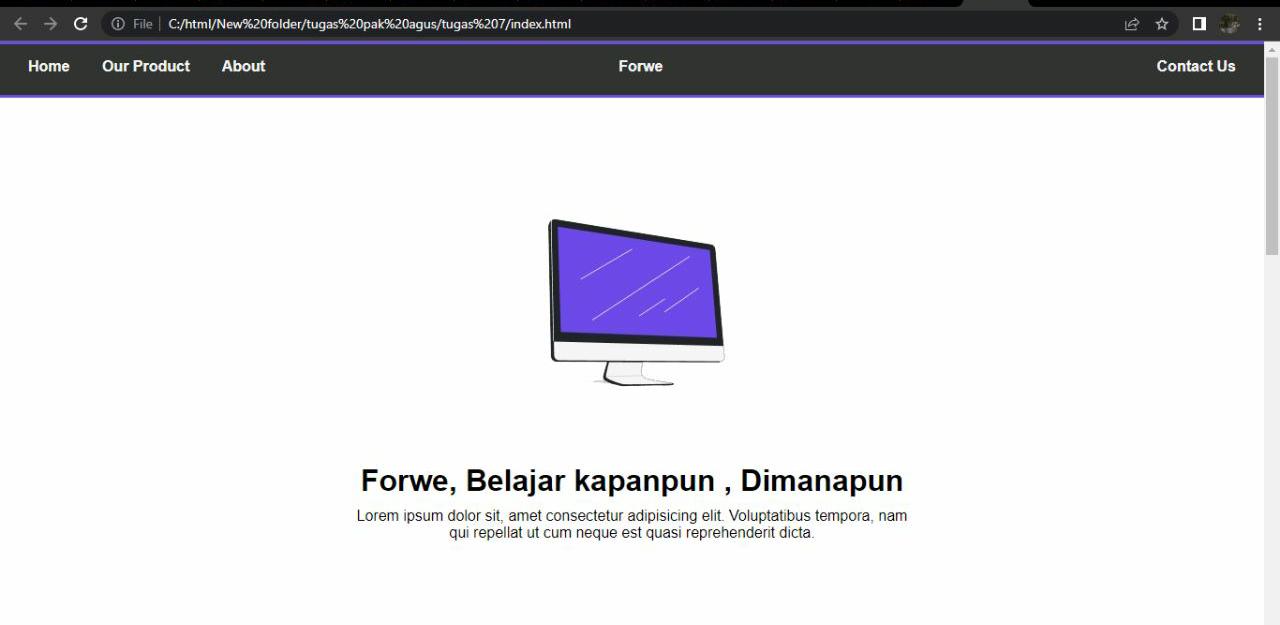 File | C:/html/New%20folder/tugas%20pak%20agus/tugas%207/index.html
Home Our Product About Forwe Contact Us
Forwe, Belajar kapanpun , Dimanapun
Lorem ipsum dolor sit, amet consectetur adipisicing elit. Voluptatibus tempora, nam
qui repellat ut cum neque est quasi reprehenderit dicta.